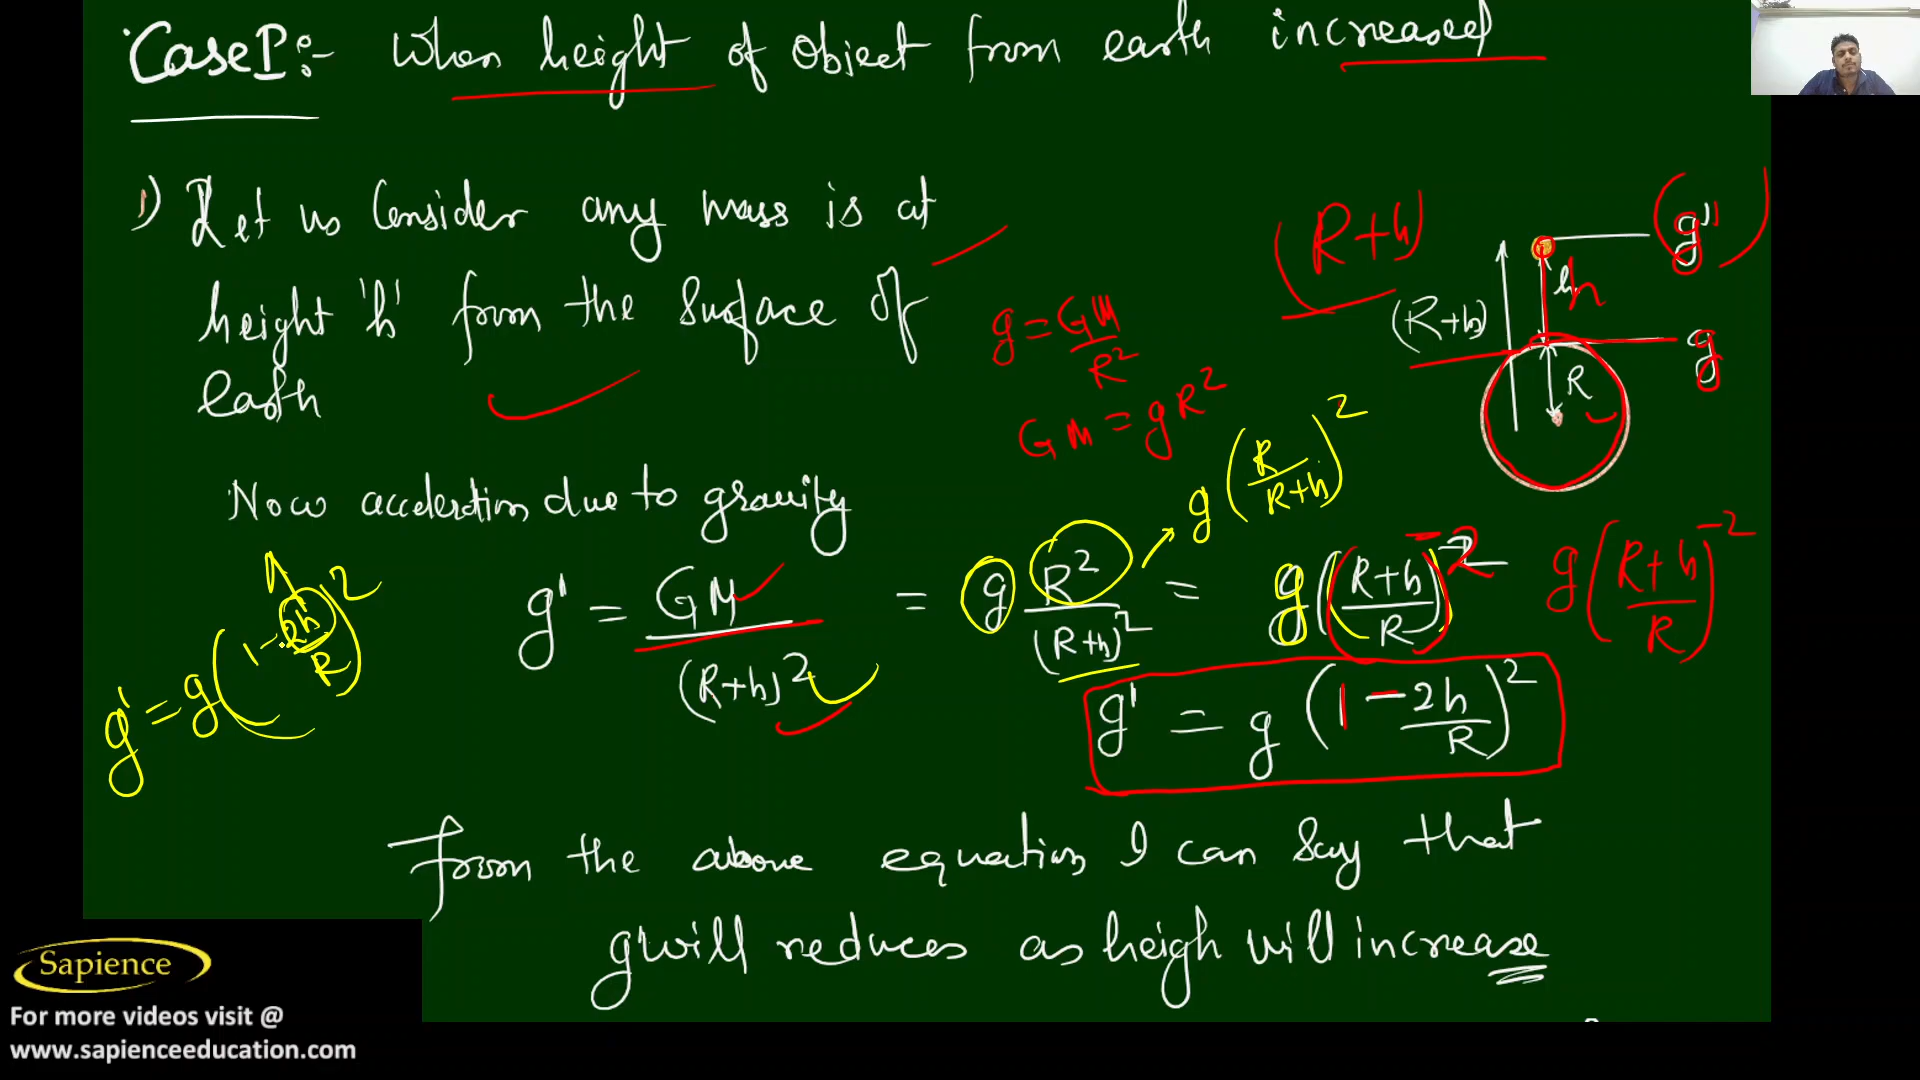 Case I :- When height of object from earth increased
1) Let us Consider any mass is at
height 'h' from the surface of
earth
(R+h)
g'
h
(R+h)
g
R
g = GM/R²
GM = gR²
g(R/R+h)²
Now acceleration due to gravity
g' = GM/(R+h)² = g R²/(R+h)² = g(R+h/R)⁻² g(R+h/R)⁻²
g' = g(1-2h/R)²
g' = g(1 - 2h/R)²
from the above equation I can say that
g will reduces as heigh will increase
Sapience
For more videos visit @
www.sapienceeducation.com